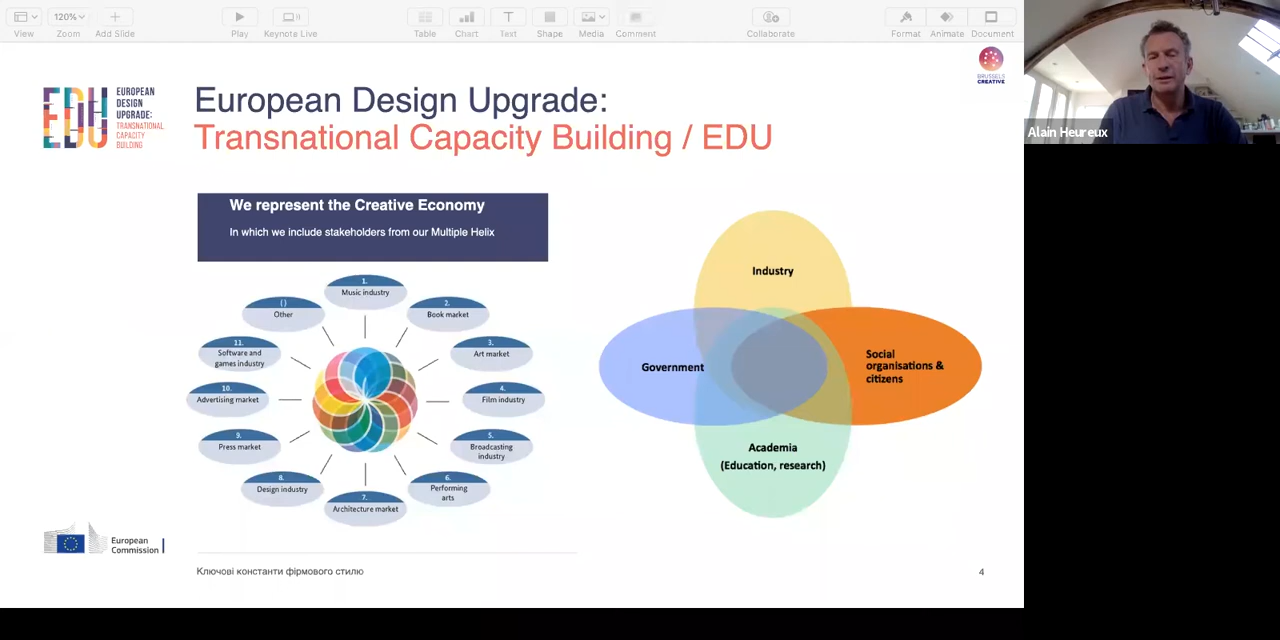 120%
View
Zoom
Add Slide
Play
Keynote Live
Table
Chart
Text
Shape
Media
Comment
Collaborate
Format
Animate
Document
BRUSSELS
CREATIVE
Alain Heureux
EDU
EUROPEAN
DESIGN
UPGRADE:
TRANSNATIONAL
CAPACITY
BUILDING
European Design Upgrade:
Transnational Capacity Building / EDU
We represent the Creative Economy
In which we include stakeholders from our Multiple Helix
1.
Music industry
2.
Book market
3.
Art market
4.
Film industry
5.
Broadcasting
industry
6.
Performing
arts
7.
Architecture market
8.
Design industry
9.
Press market
10.
Advertising market
11.
Software and
games industry
()
Other
Industry
Government
Social
organisations &
citizens
Academia
(Education, research)
European
Commission
Ключові константи фірмового стилю
4